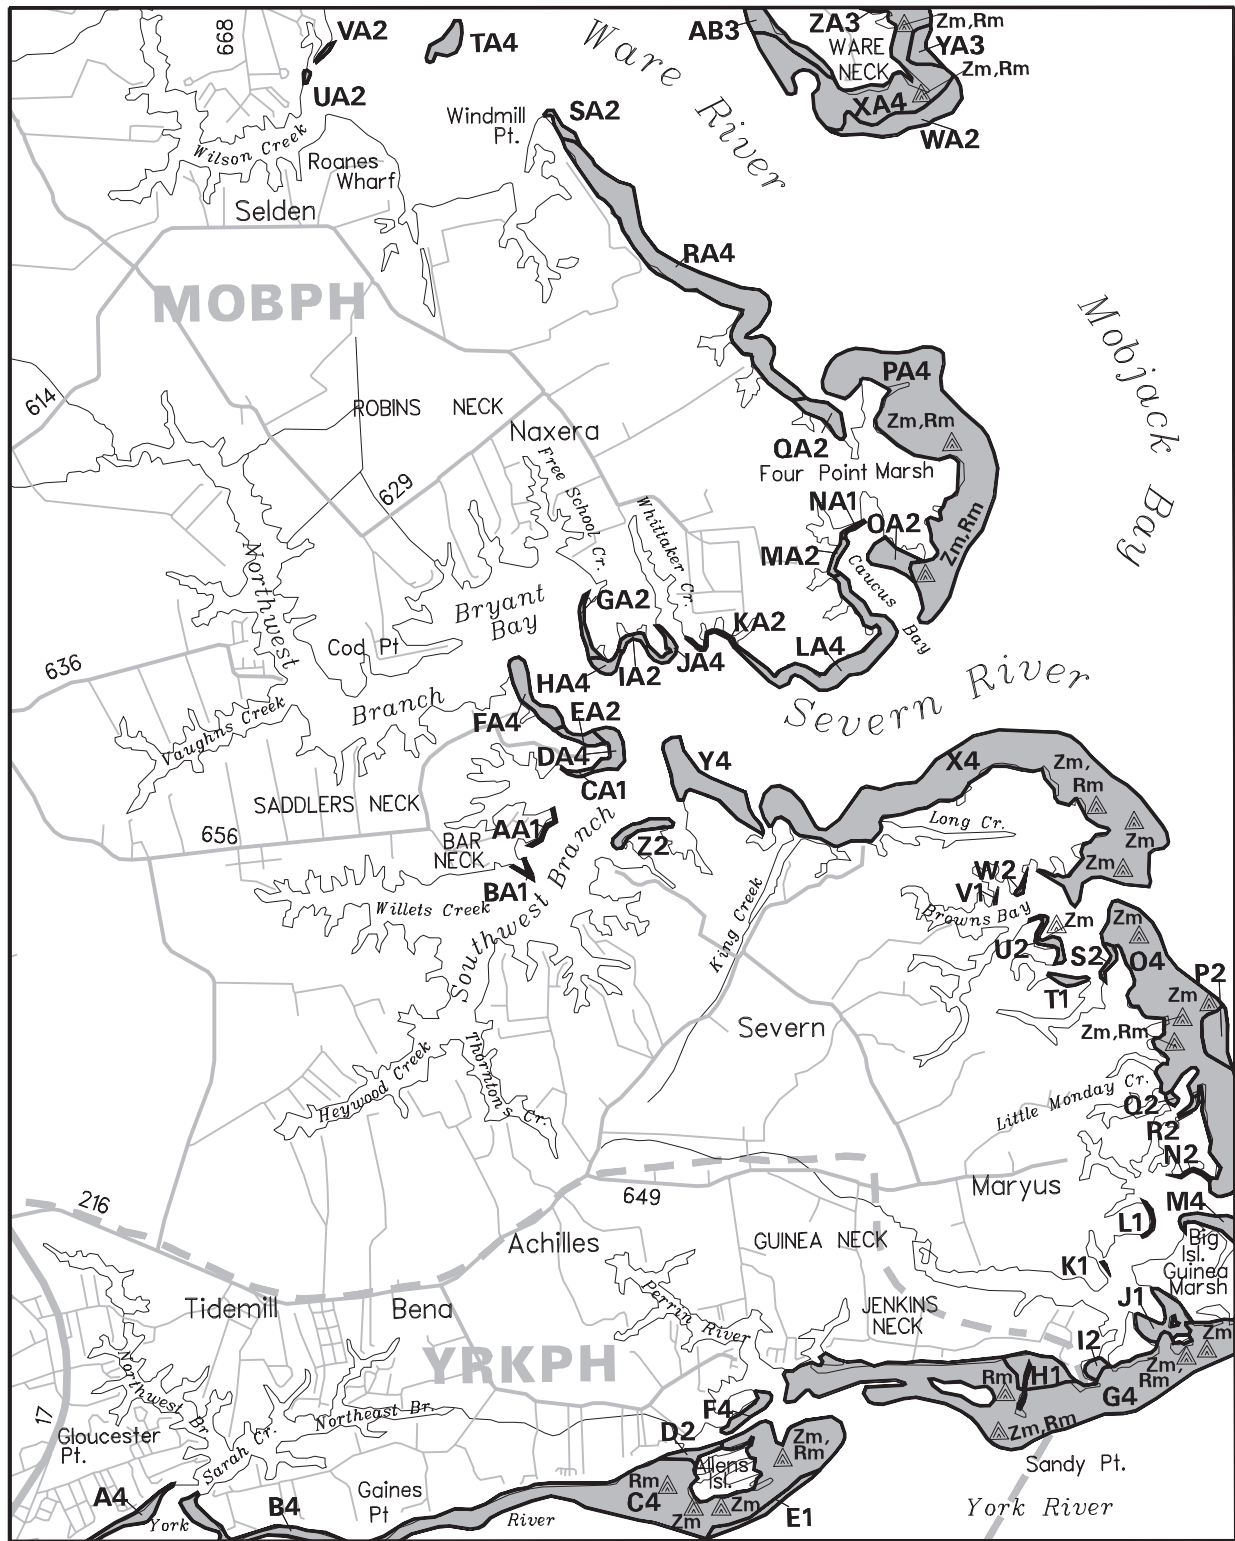 668
VA2
TA4
AB3
ZA3
Zm,Rm
WARE
NECK
YA3
Zm,Rm
Ware River
UA2
XA4
WA2
Windmill
Pt.
SA2
Wilson Creek
Roanes
Wharf
Selden
RA4
MOBPH
Mobjack Bay
614
ROBINS NECK
PA4
Zm,Rm
Naxera
QA2
Four Point Marsh
629
Free School Cr.
Whittaker Cr.
NA1
OA2
Zm,Rm
MA2
Caucus Bay
Northwest
Branch
Bryant
Bay
GA2
KA2
LA4
Cod Pt
636
HA4
IA2
JA4
Severn River
Vaughns Creek
FA4
EA2
DA4
CA1
Y4
X4
Zm,
Rm
SADDLERS NECK
656
BAR
NECK
AA1
Z2
Long Cr.
Zm
Zm
BA1
W2
V1
Willets Creek
Southwest Branch
King Creek
Browns Bay
Zm
Zm
U2
S2
O4
P2
T1
Zm
Severn
Zm,Rm
Heywood Creek
Thornton's Cr.
Little Monday Cr.
Q2
R2
N2
216
649
Maryus
M4
Achilles
GUINEA NECK
L1
Big
Isl.
Guinea
Marsh
K1
Tidemill
Bena
Perrin River
JENKINS
NECK
J1
Zm
YRKPH
I2
Zm,
Rm
Northwest Br.
Rm
H1
G4
17
Gloucester
Pt.
Northeast Br.
F4
D2
Zm,
Rm
Zm,Rm
Sarah Cr.
Allens
Isl.
Sandy Pt.
A4
Gaines
Pt
Rm
C4
Zm
Zm
E1
York River
B4
York
River